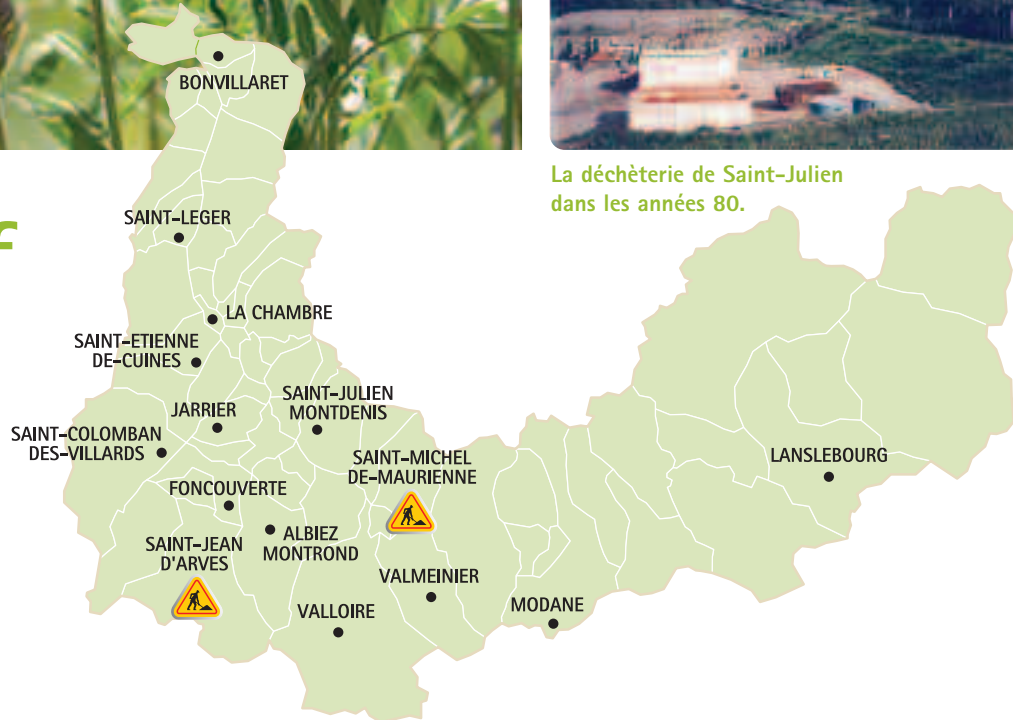 BONVILLARET
La déchèterie de Saint-Julien
dans les années 80.
SAINT-LEGER
LA CHAMBRE
SAINT-ETIENNE
DE-CUINES
SAINT-JULIEN
MONTDENIS
JARRIER
SAINT-COLOMBAN
DES-VILLARDS
SAINT-MICHEL
DE-MAURIENNE
LANSLEBOURG
FONCOUVERTE
ALBIEZ
MONTROND
SAINT-JEAN
D'ARVES
VALMEINIER
VALLOIRE
MODANE